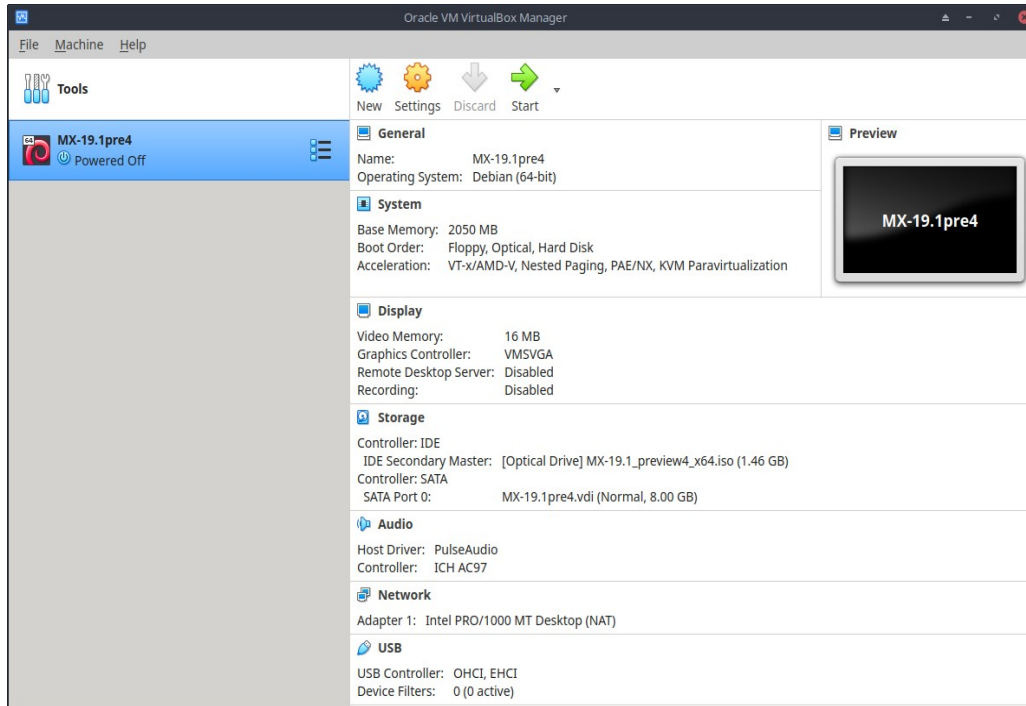 Oracle VM VirtualBox Manager
File Machine Help
Tools
New Settings Discard Start
64
MX-19.1pre4
Powered Off
General
Name: MX-19.1pre4
Operating System: Debian (64-bit)
System
Base Memory: 2050 MB
Boot Order: Floppy, Optical, Hard Disk
Acceleration: VT-x/AMD-V, Nested Paging, PAE/NX, KVM Paravirtualization
Preview
MX-19.1pre4
Display
Video Memory: 16 MB
Graphics Controller: VMSVGA
Remote Desktop Server: Disabled
Recording: Disabled
Storage
Controller: IDE
IDE Secondary Master: [Optical Drive] MX-19.1_preview4_x64.iso (1.46 GB)
Controller: SATA
SATA Port 0: MX-19.1pre4.vdi (Normal, 8.00 GB)
Audio
Host Driver: PulseAudio
Controller: ICH AC97
Network
Adapter 1: Intel PRO/1000 MT Desktop (NAT)
USB
USB Controller: OHCI, EHCI
Device Filters: 0 (0 active)